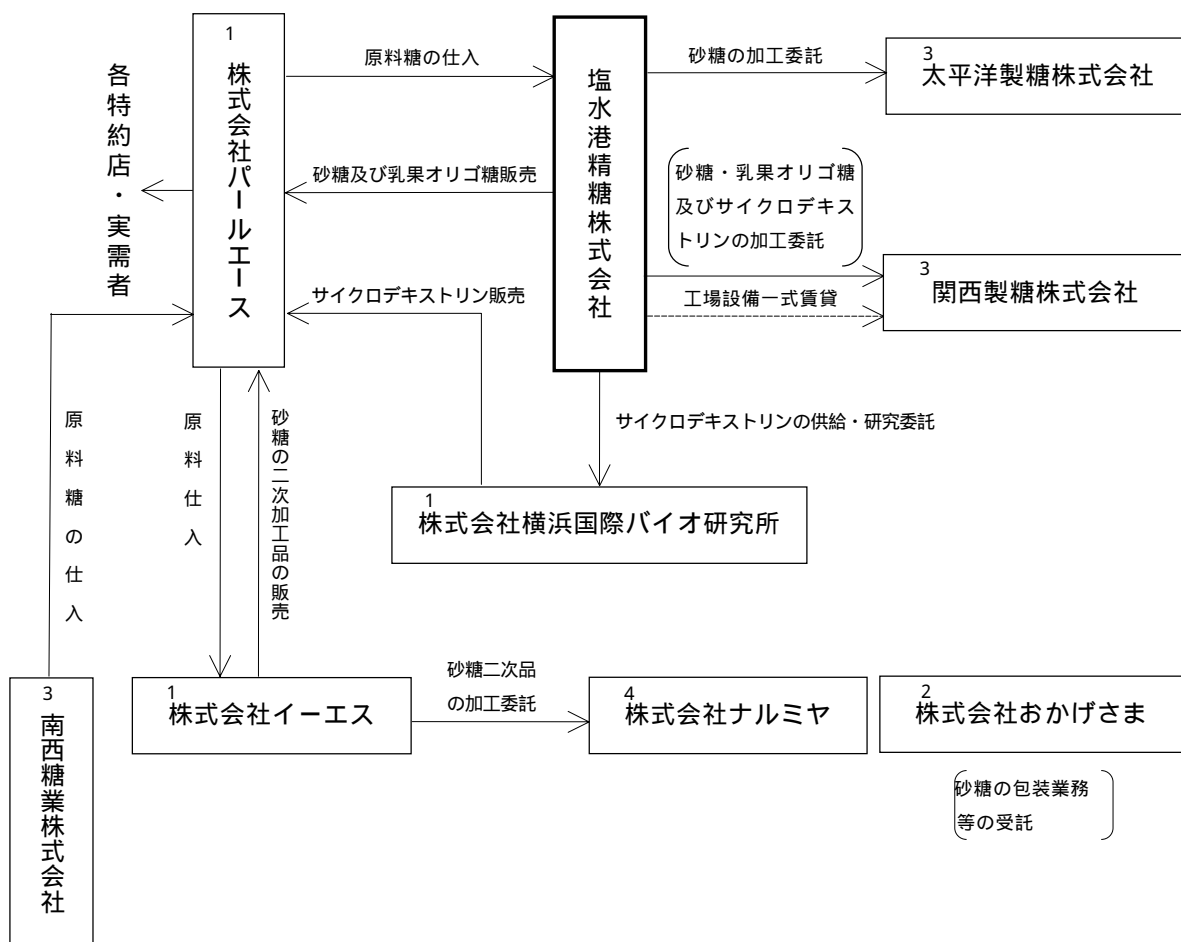 1
株式会社パールエース
各特約店・実需者
原料糖の仕入
塩水港精糖株式会社
砂糖の加工委託
3
太平洋製糖株式会社
砂糖及び乳果オリゴ糖販売
砂糖・乳果オリゴ糖
及びサイクロデキス
トリンの加工委託
3
関西製糖株式会社
工場設備一式賃貸
サイクロデキストリン販売
サイクロデキストリンの供給・研究委託
1
株式会社横浜国際バイオ研究所
原料糖の仕入
原料仕入
砂糖の二次加工品の販売
3
南西糖業株式会社
1
株式会社イーエス
砂糖二次品
の加工委託
4
株式会社ナルミヤ
2
株式会社おかげさま
砂糖の包装業務
等の受託